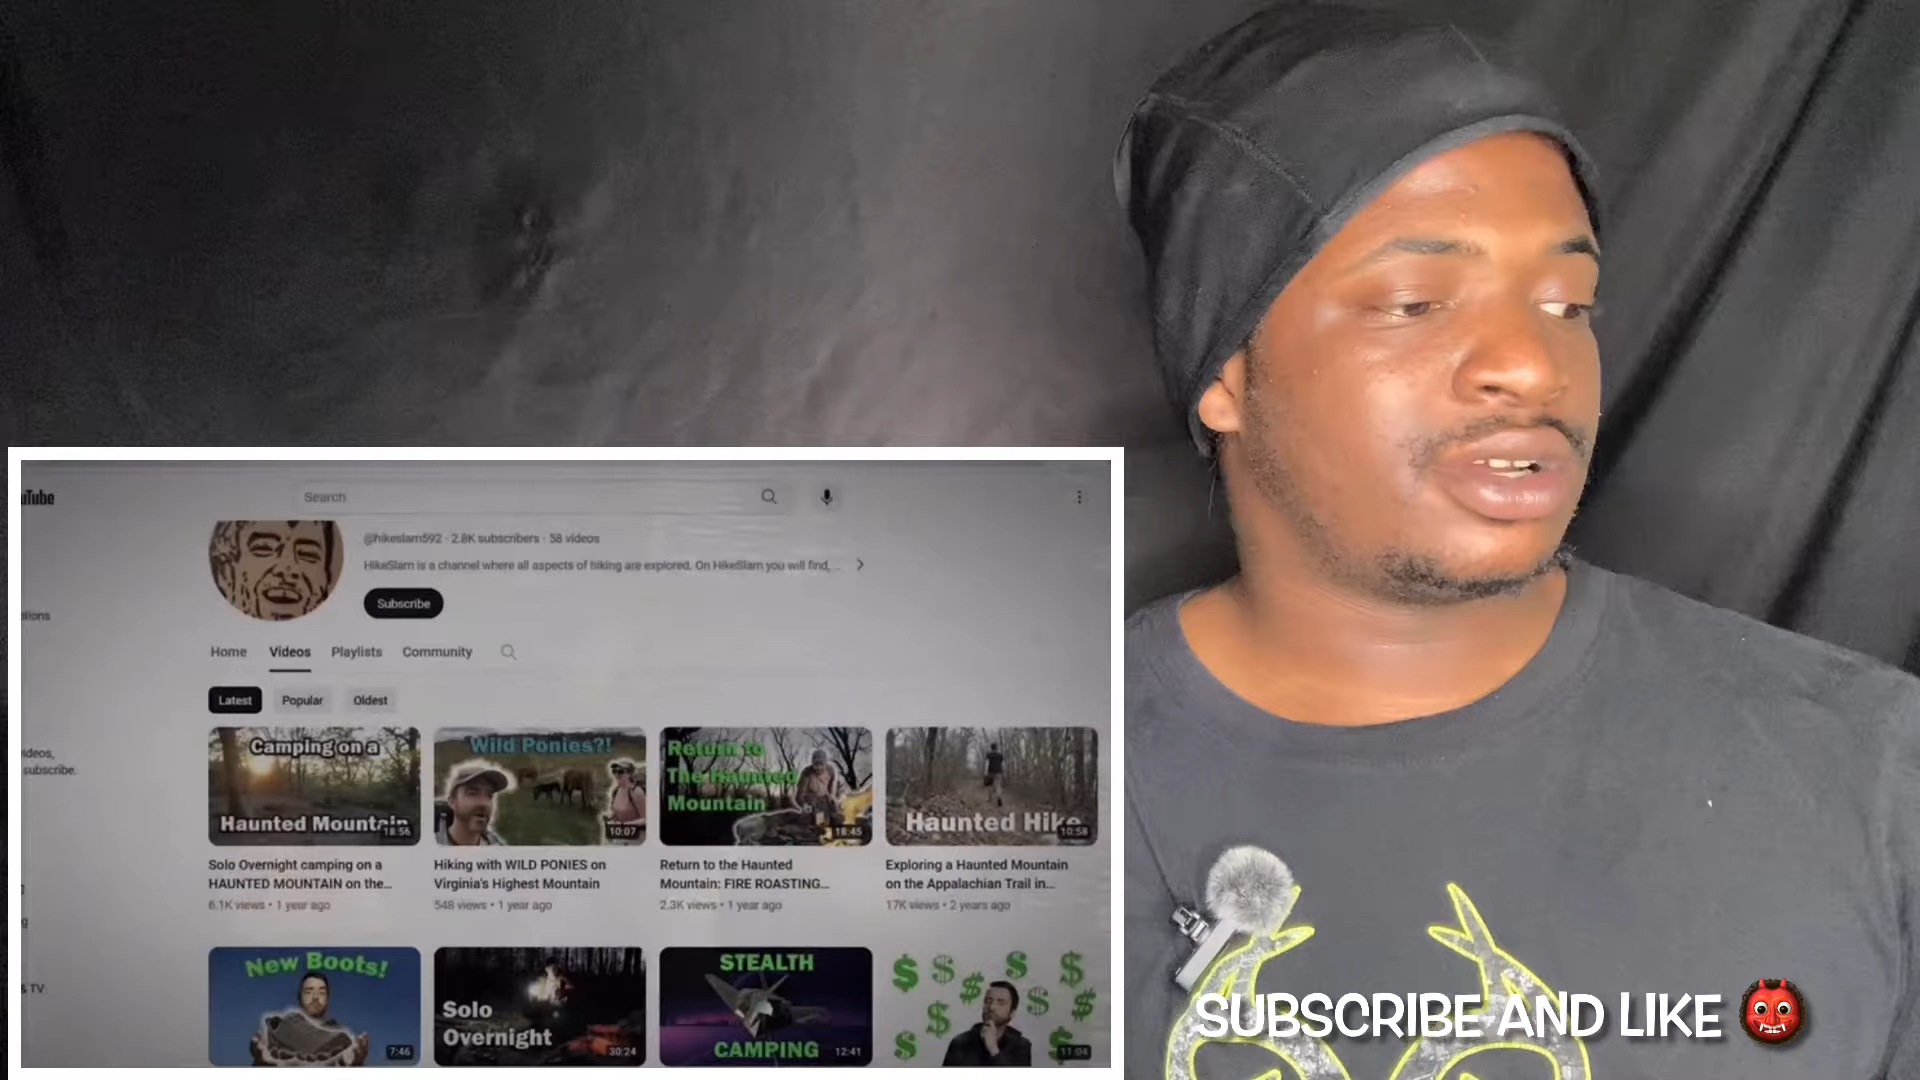 uTube
Search
@hikeslam592 · 2.8K subscribers · 58 videos
HikeSlam is a channel where all aspects of hiking are explored. On HikeSlam you will find,...
Subscribe
Home Videos Playlists Community
Latest Popular Oldest
subscribe.
Camping on a
Haunted Mountain
18:56
Wild Ponies?!
10:07
Return to
The Haunted
Mountain
18:45
Haunted Hike
10:58
Solo Overnight camping on a
HAUNTED MOUNTAIN on the...
6.1K views • 1 year ago
Hiking with WILD PONIES on
Virginia's Highest Mountain
548 views • 1 year ago
Return to the Haunted
Mountain: FIRE ROASTING...
2.3K views • 1 year ago
Exploring a Haunted Mountain
on the Appalachian Trail in...
17K views • 2 years ago
& TV
New Boots!
7:46
Solo
Overnight
30:24
STEALTH
CAMPING
12:41
$ $ $ $ $ $ $ $ $ $
11:04
SUBSCRIBE AND LIKE 👹